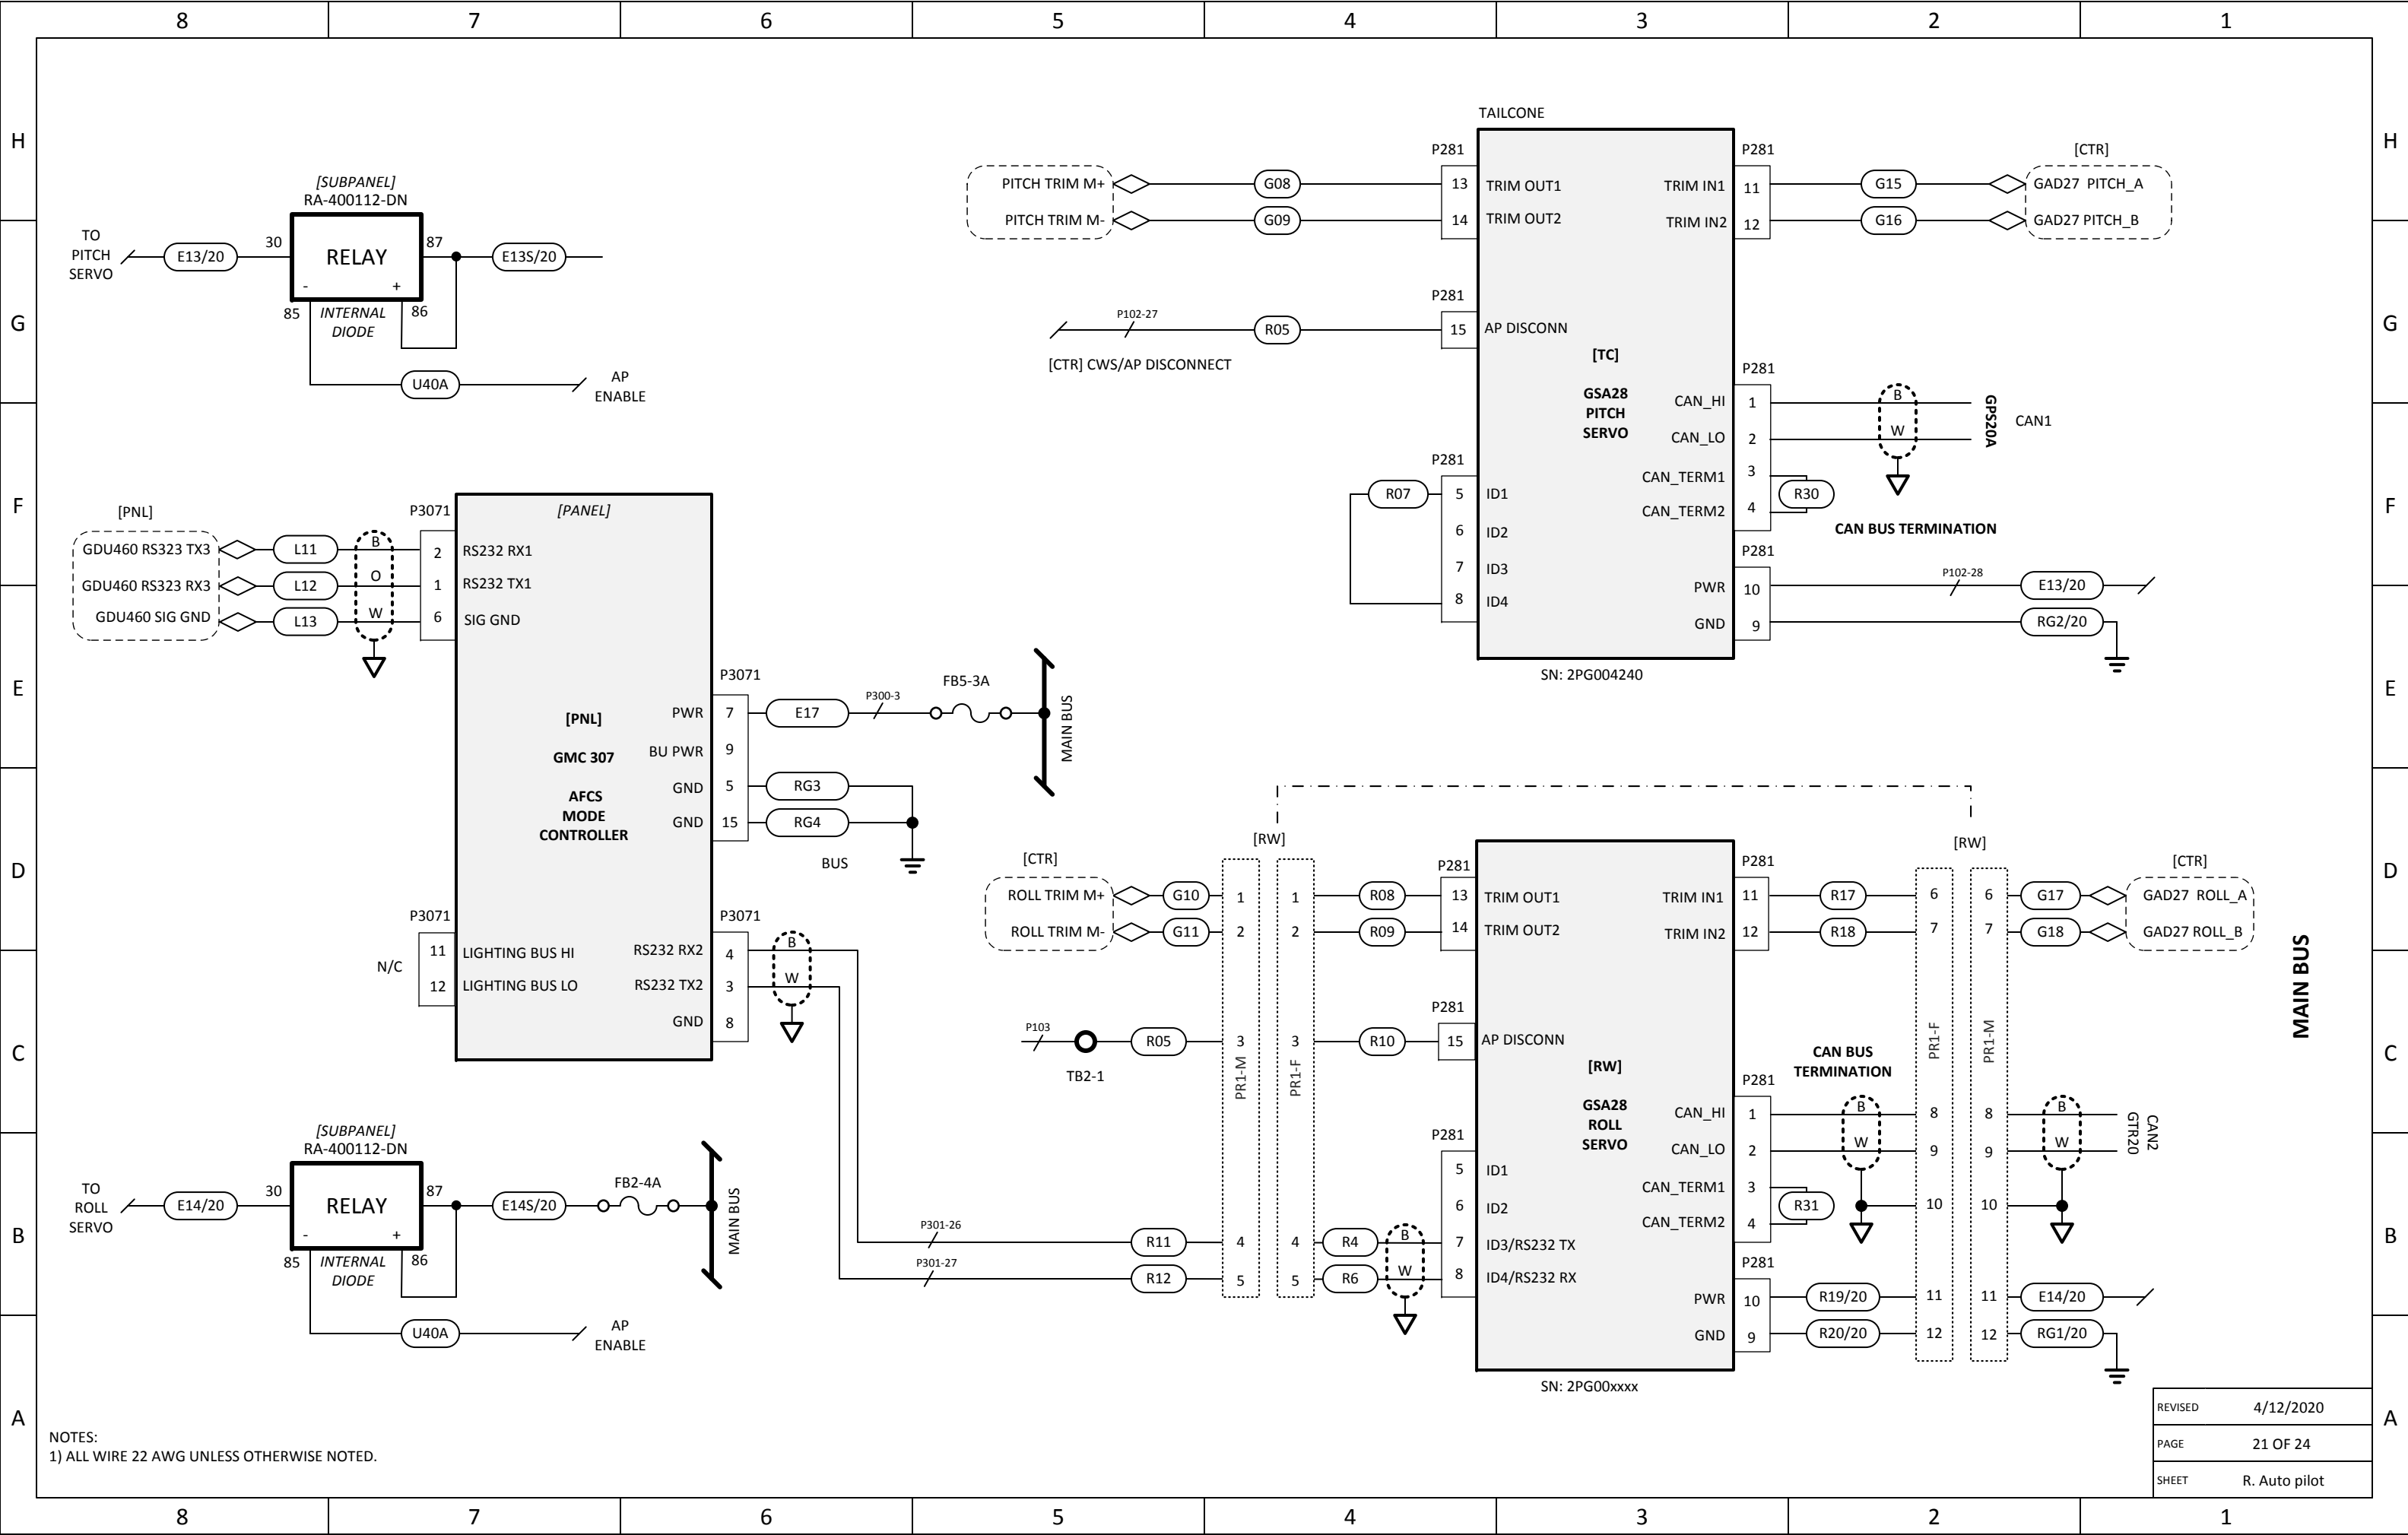 8 7 6 5 4 3 2 1
H
G
F
E
D
C
B
A
[SUBPANEL]
RA-400112-DN
TO
PITCH
SERVO
E13/20
30
RELAY
87
E13S/20
-
+
85
INTERNAL
DIODE
86
U40A
AP
ENABLE
TAILCONE
P281
P281
[CTR]
PITCH TRIM M+
G08
13
TRIM OUT1
TRIM IN1
11
G15
GAD27 PITCH_A
PITCH TRIM M-
G09
14
TRIM OUT2
TRIM IN2
12
G16
GAD27 PITCH_B
P281
P102-27
R05
15
AP DISCONN
[CTR] CWS/AP DISCONNECT
[TC]
GSA28
PITCH
SERVO
P281
CAN_HI
1
B
CAN_LO
2
W
GPS20A
CAN1
CAN_TERM1
3
R30
CAN_TERM2
4
CAN BUS TERMINATION
P281
R07
5
ID1
6
ID2
7
ID3
8
ID4
P281
PWR
10
P102-28
E13/20
GND
9
RG2/20
SN: 2PG004240
[PNL]
P3071
[PANEL]
GDU460 RS323 TX3
L11
B
2
RS232 RX1
GDU460 RS323 RX3
L12
O
1
RS232 TX1
GDU460 SIG GND
L13
W
6
SIG GND
P3071
[PNL]
GMC 307
AFCS
MODE
CONTROLLER
PWR
7
E17
P300-3
FB5-3A
MAIN BUS
BU PWR
9
GND
5
RG3
GND
15
RG4
BUS
P3071
N/C
11
LIGHTING BUS HI
12
LIGHTING BUS LO
P3071
RS232 RX2
4
B
RS232 TX2
3
W
GND
8
[SUBPANEL]
RA-400112-DN
TO
ROLL
SERVO
E14/20
30
RELAY
87
E14S/20
FB2-4A
MAIN BUS
-
+
85
INTERNAL
DIODE
86
U40A
AP
ENABLE
P301-26
R11
P301-27
R12
[RW]
[RW]
[CTR]
P281
P281
[CTR]
ROLL TRIM M+
G10
1
1
R08
13
TRIM OUT1
TRIM IN1
11
R17
6
6
G17
GAD27 ROLL_A
ROLL TRIM M-
G11
2
2
R09
14
TRIM OUT2
TRIM IN2
12
R18
7
7
G18
GAD27 ROLL_B
MAIN BUS
P281
P103
TB2-1
R05
3
3
R10
15
AP DISCONN
PR1-M
PR1-F
PR1-F
PR1-M
[RW]
GSA28
ROLL
SERVO
CAN BUS
TERMINATION
P281
CAN_HI
1
B
8
8
B
CAN_LO
2
W
9
9
W
GTR20
CAN2
CAN_TERM1
3
R31
10
10
CAN_TERM2
4
P281
5
ID1
6
ID2
4
4
R4
B
7
ID3/RS232 TX
5
5
R6
W
8
ID4/RS232 RX
P281
PWR
10
R19/20
11
11
E14/20
GND
9
R20/20
12
12
RG1/20
SN: 2PG00xxxx
NOTES:
1) ALL WIRE 22 AWG UNLESS OTHERWISE NOTED.
REVISED 4/12/2020
PAGE 21 OF 24
SHEET R. Auto pilot
H
G
F
E
D
C
B
A
8 7 6 5 4 3 2 1